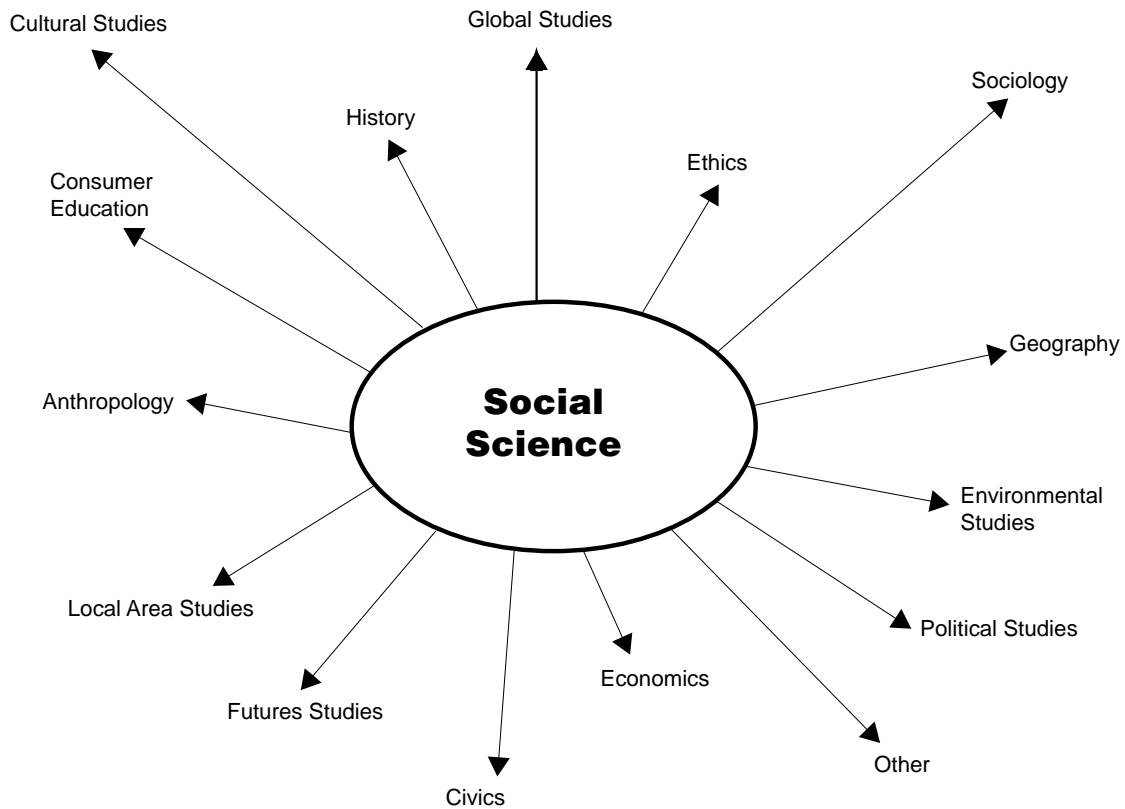 Cultural Studies
Global Studies
Sociology
History
Ethics
Consumer
Education
Geography
Social
Science
Anthropology
Environmental
Studies
Local Area Studies
Political Studies
Economics
Futures Studies
Other
Civics